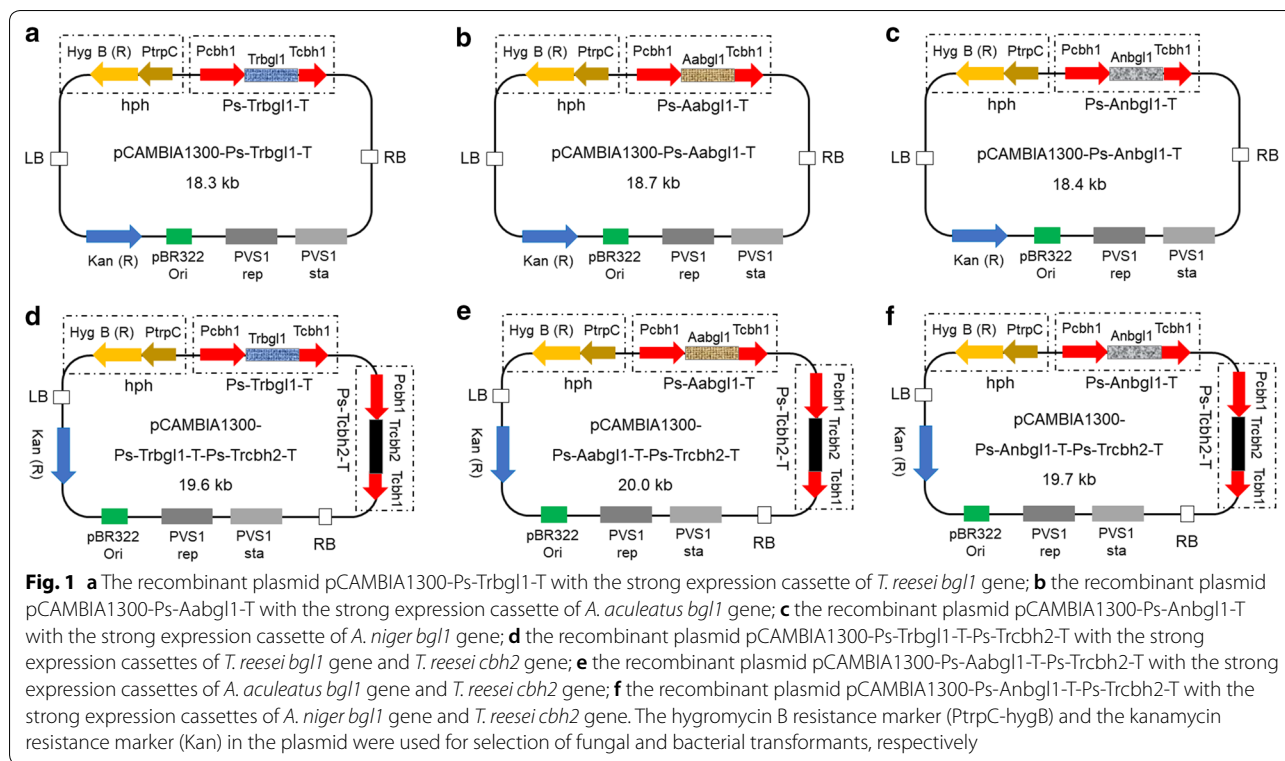 a
Hyg B (R) PtrpC Pcbh1 Trbgl1 Tcbh1
hph Ps-Trbgl1-T
LB RB
pCAMBIA1300-Ps-Trbgl1-T
18.3 kb
Kan (R) pBR322 Ori PVS1 rep PVS1 sta
b
Hyg B (R) PtrpC Pcbh1 Aabgl1 Tcbh1
hph Ps-Aabgl1-T
LB RB
pCAMBIA1300-Ps-Aabgl1-T
18.7 kb
Kan (R) pBR322 Ori PVS1 rep PVS1 sta
c
Hyg B (R) PtrpC Pcbh1 Anbgl1 Tcbh1
hph Ps-Anbgl1-T
LB RB
pCAMBIA1300-Ps-Anbgl1-T
18.4 kb
Kan (R) pBR322 Ori PVS1 rep PVS1 sta
d
Hyg B (R) PtrpC Pcbh1 Trbgl1 Tcbh1
hph Ps-Trbgl1-T
LB
Kan (R)
pCAMBIA1300-
Ps-Trbgl1-T-Ps-Trcbh2-T
19.6 kb
Ps-Tcbh2-T
Pcbh1 Trcbh2 Tcbh1
pBR322 Ori PVS1 rep PVS1 sta RB
e
Hyg B (R) PtrpC Pcbh1 Aabgl1 Tcbh1
hph Ps-Aabgl1-T
LB
Kan (R)
pCAMBIA1300-
Ps-Aabgl1-T-Ps-Trcbh2-T
20.0 kb
Ps-Tcbh2-T
Pcbh1 Trcbh2 Tcbh1
pBR322 Ori PVS1 rep PVS1 sta RB
f
Hyg B (R) PtrpC Pcbh1 Anbgl1 Tcbh1
hph Ps-Anbgl1-T
LB
Kan (R)
pCAMBIA1300-
Ps-Anbgl1-T-Ps-Trcbh2-T
19.7 kb
Ps-Tcbh2-T
Pcbh1 Trcbh2 Tcbh1
pBR322 Ori PVS1 rep PVS1 sta RB
Fig. 1 a The recombinant plasmid pCAMBIA1300-Ps-Trbgl1-T with the strong expression cassette of T. reesei bgl1 gene; b the recombinant plasmid
pCAMBIA1300-Ps-Aabgl1-T with the strong expression cassette of A. aculeatus bgl1 gene; c the recombinant plasmid pCAMBIA1300-Ps-Anbgl1-T
with the strong expression cassette of A. niger bgl1 gene; d the recombinant plasmid pCAMBIA1300-Ps-Trbgl1-T-Ps-Trcbh2-T with the strong
expression cassettes of T. reesei bgl1 gene and T. reesei cbh2 gene; e the recombinant plasmid pCAMBIA1300-Ps-Aabgl1-T-Ps-Trcbh2-T with the strong
expression cassettes of A. aculeatus bgl1 gene and T. reesei cbh2 gene; f the recombinant plasmid pCAMBIA1300-Ps-Anbgl1-T-Ps-Trcbh2-T with the
strong expression cassettes of A. niger bgl1 gene and T. reesei cbh2 gene. The hygromycin B resistance marker (PtrpC-hygB) and the kanamycin
resistance marker (Kan) in the plasmid were used for selection of fungal and bacterial transformants, respectively